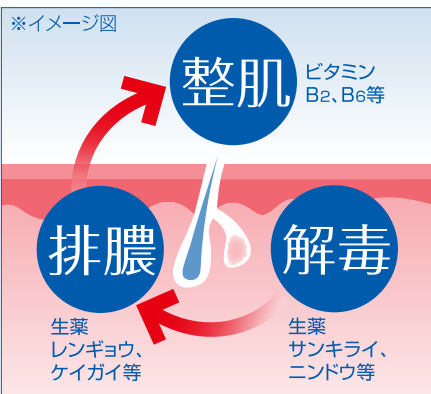 ※イメージ図
整肌
ビタミン
B2、B6等
排膿
生薬
レンギョウ、
ケイガイ等
解毒
生薬
サンキライ、
ニンドウ等